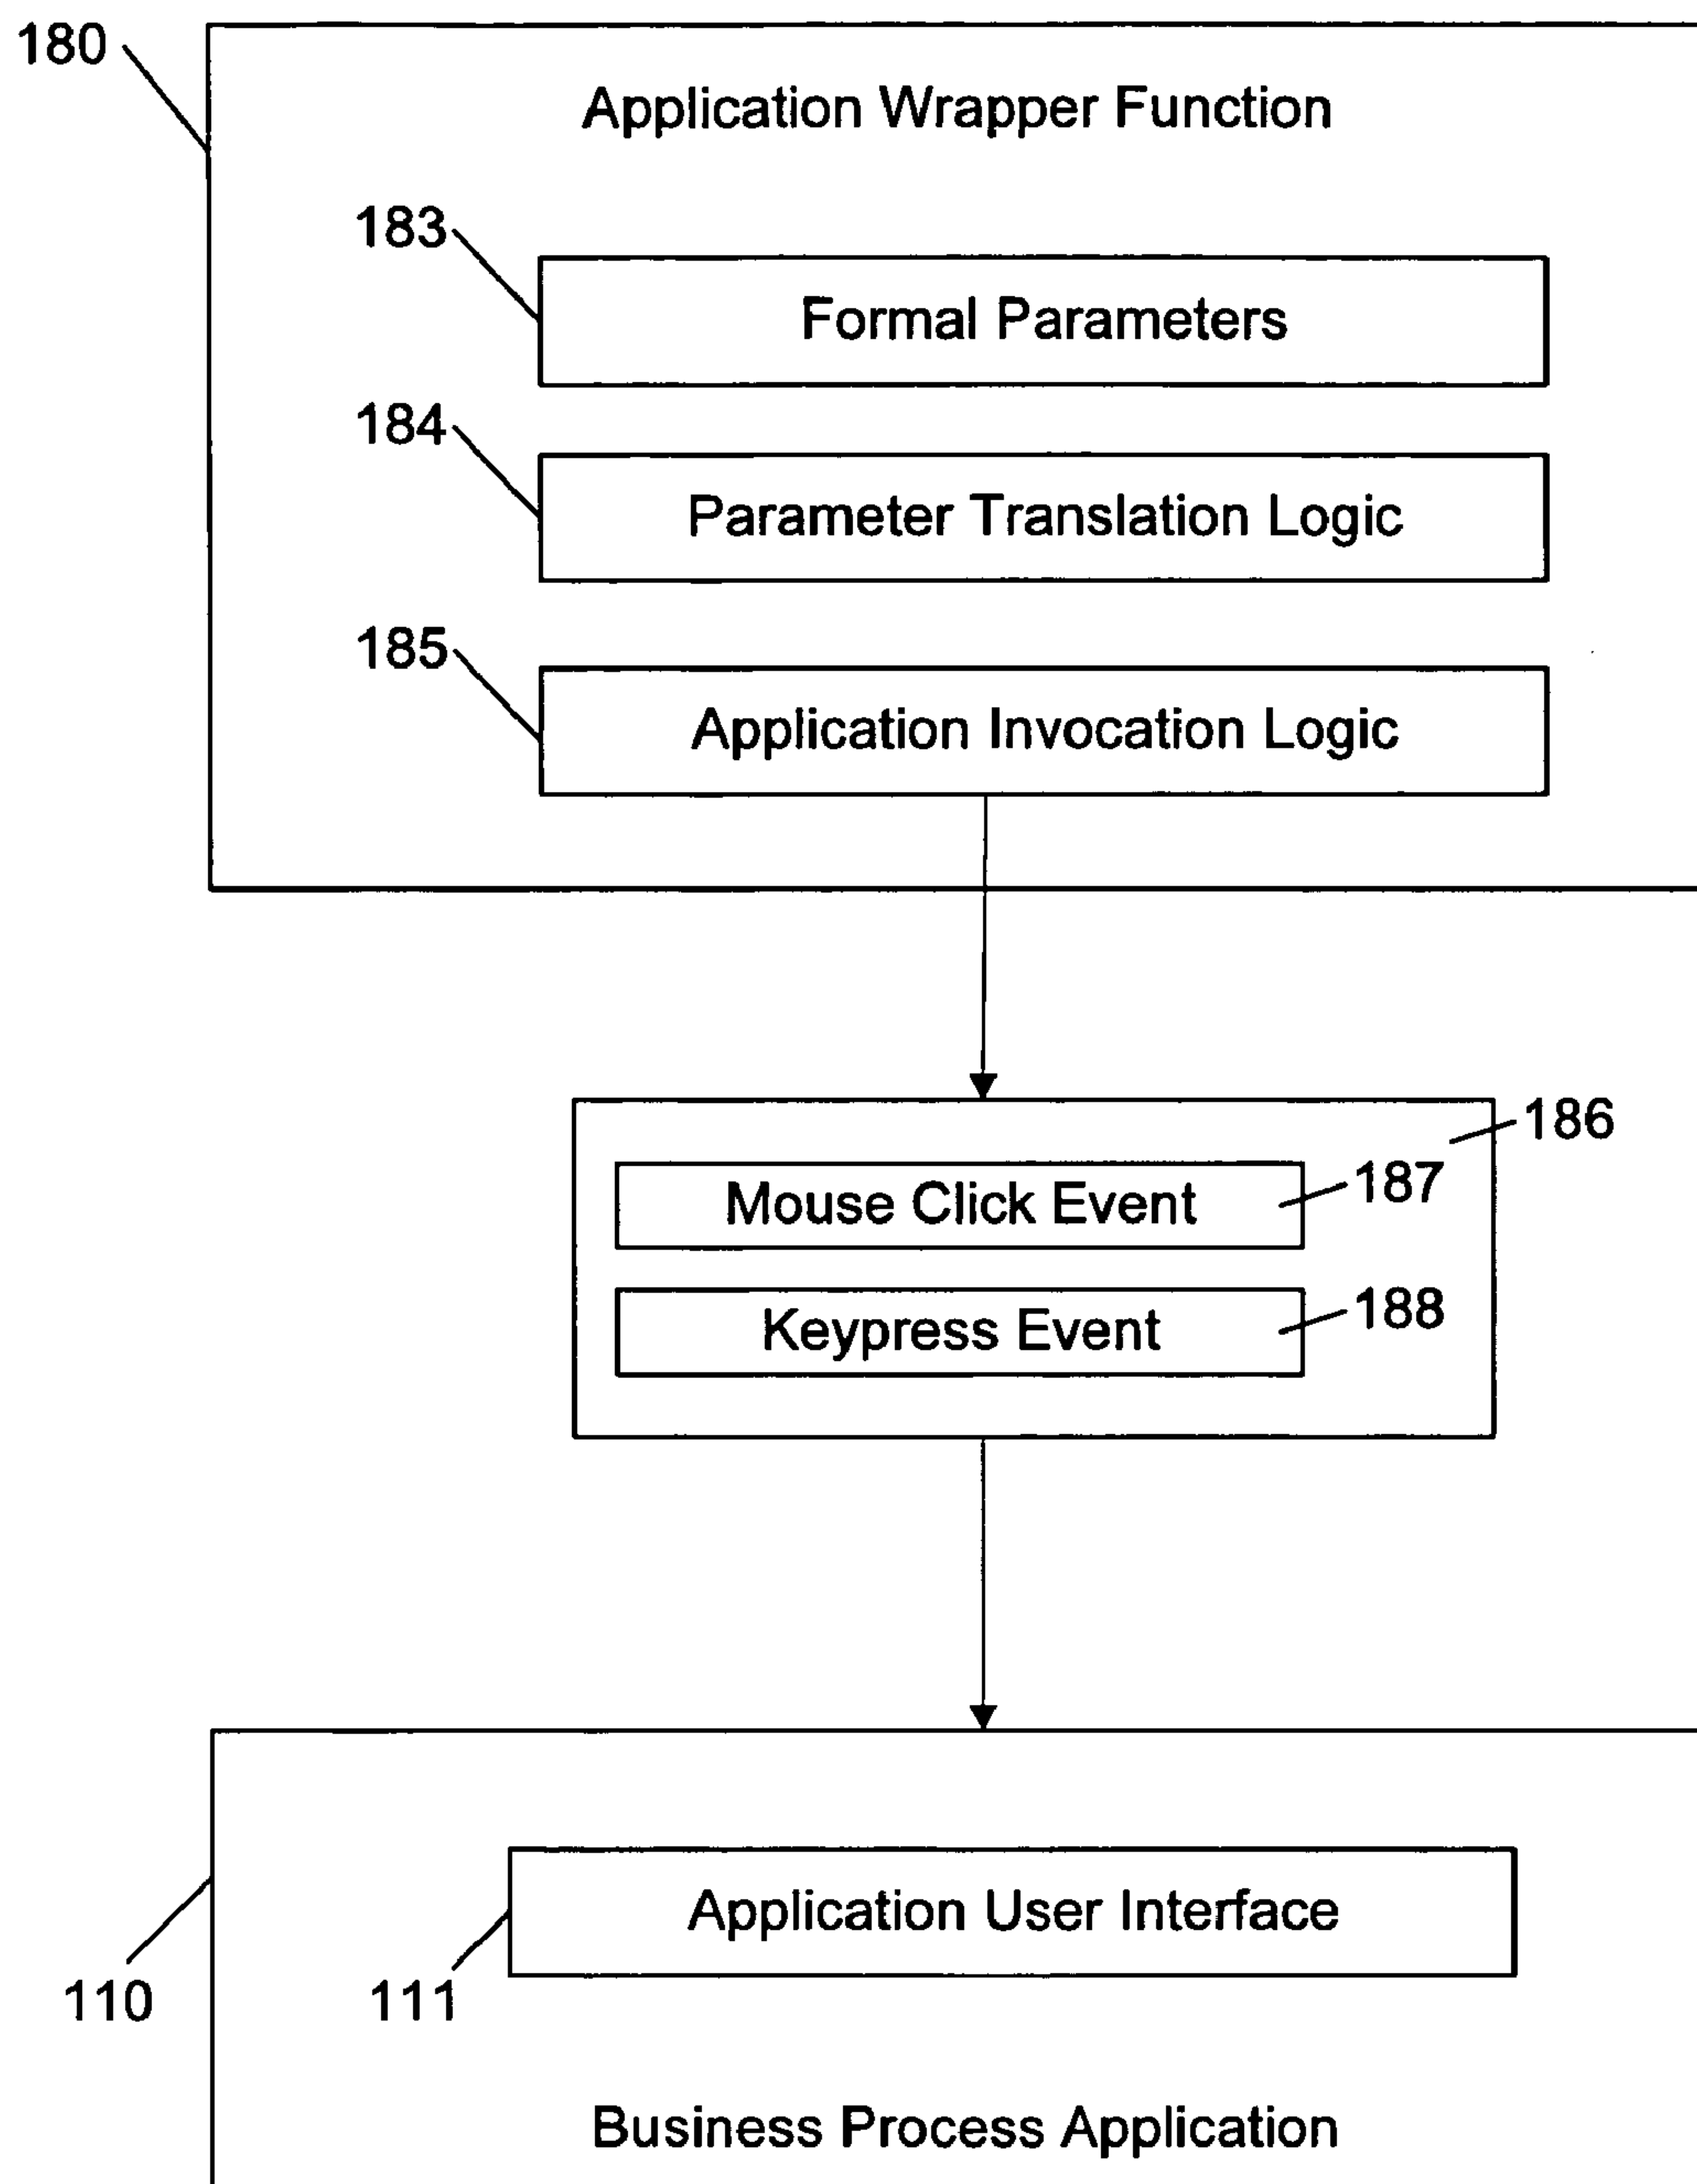 180
Application Wrapper Function
183
Formal Parameters
184
Parameter Translation Logic
185
Application Invocation Logic
186
Mouse Click Event
187
Keypress Event
188
Application User Interface
110
111
Business Process Application